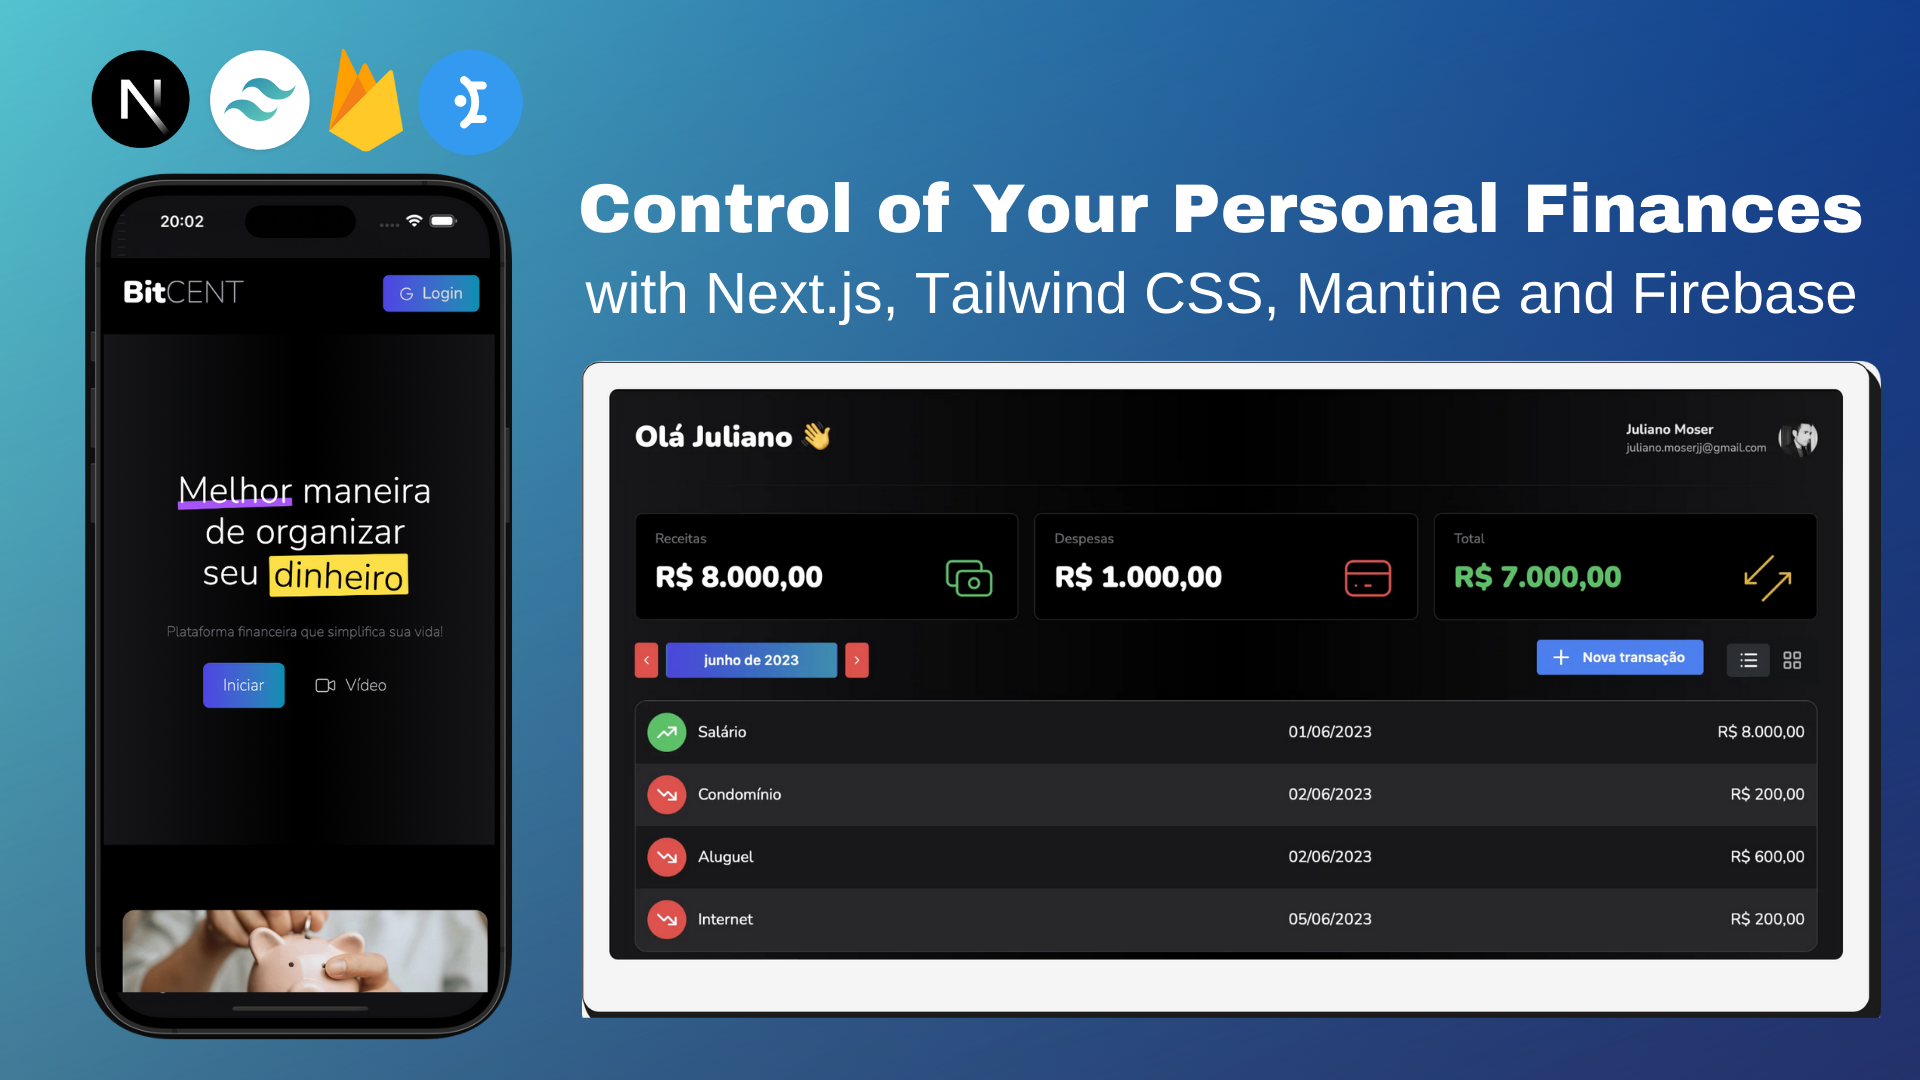 Control of Your Personal Finances
with Next.js, Tailwind CSS, Mantine and Firebase
20:02
BitCENT
G Login
Melhor maneira
de organizar
seu dinheiro
Plataforma financeira que simplifica sua vida!
Iniciar
Vídeo
Olá Juliano 👋
Juliano Moser
juliano.moserjj@gmail.com
Receitas
R$ 8.000,00
Despesas
R$ 1.000,00
Total
R$ 7.000,00
junho de 2023
Nova transação
Salário 01/06/2023 R$ 8.000,00
Condomínio 02/06/2023 R$ 200,00
Aluguel 02/06/2023 R$ 600,00
Internet 05/06/2023 R$ 200,00